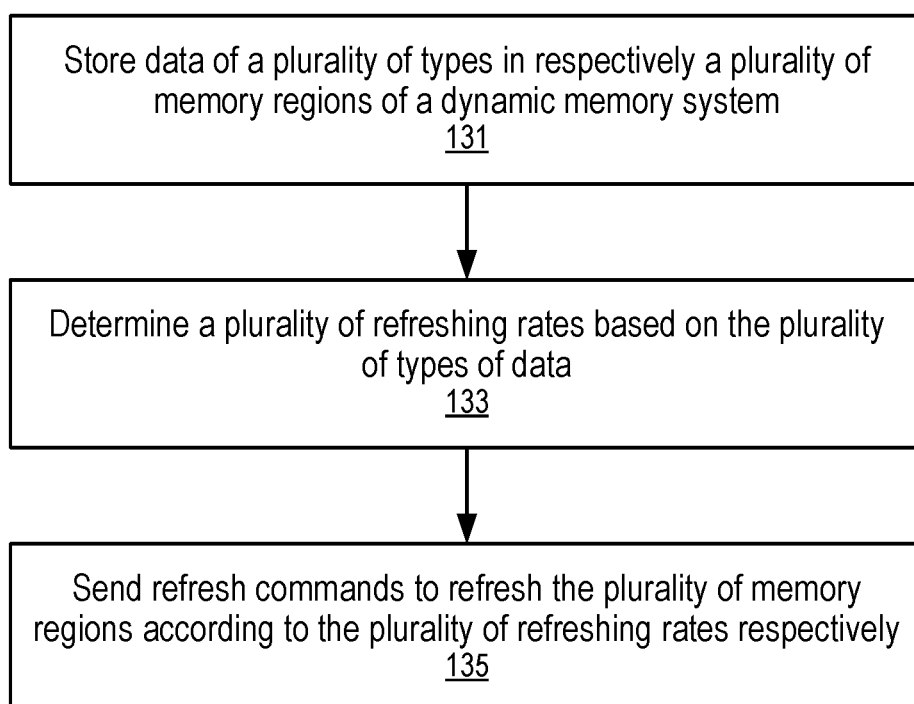 Store data of a plurality of types in respectively a plurality of
memory regions of a dynamic memory system
131
Determine a plurality of refreshing rates based on the plurality
of types of data
133
Send refresh commands to refresh the plurality of memory
regions according to the plurality of refreshing rates respectively
135